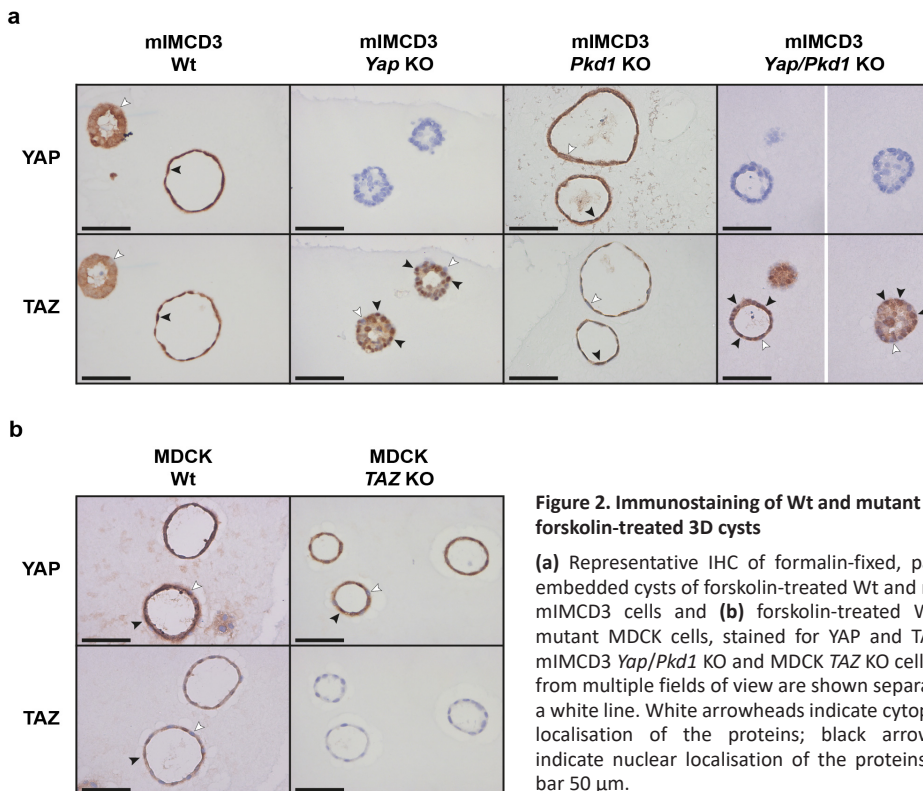 a
mIMCD3
Wt
mIMCD3
Yap KO
mIMCD3
Pkd1 KO
mIMCD3
Yap/Pkd1 KO
YAP
TAZ
b
MDCK
Wt
MDCK
TAZ KO
YAP
TAZ
Figure 2. Immunostaining of Wt and mutant
forskolin-treated 3D cysts
(a) Representative IHC of formalin-fixed,
embedded cysts of forskolin-treated Wt and
mIMCD3 cells and (b) forskolin-treated
mutant MDCK cells, stained for YAP and
mIMCD3 Yap/Pkd1 KO and MDCK TAZ KO
from multiple fields of view are shown
a white line. White arrowheads indicate
localisation of the proteins; black
indicate nuclear localisation of the proteins
bar 50 μm.